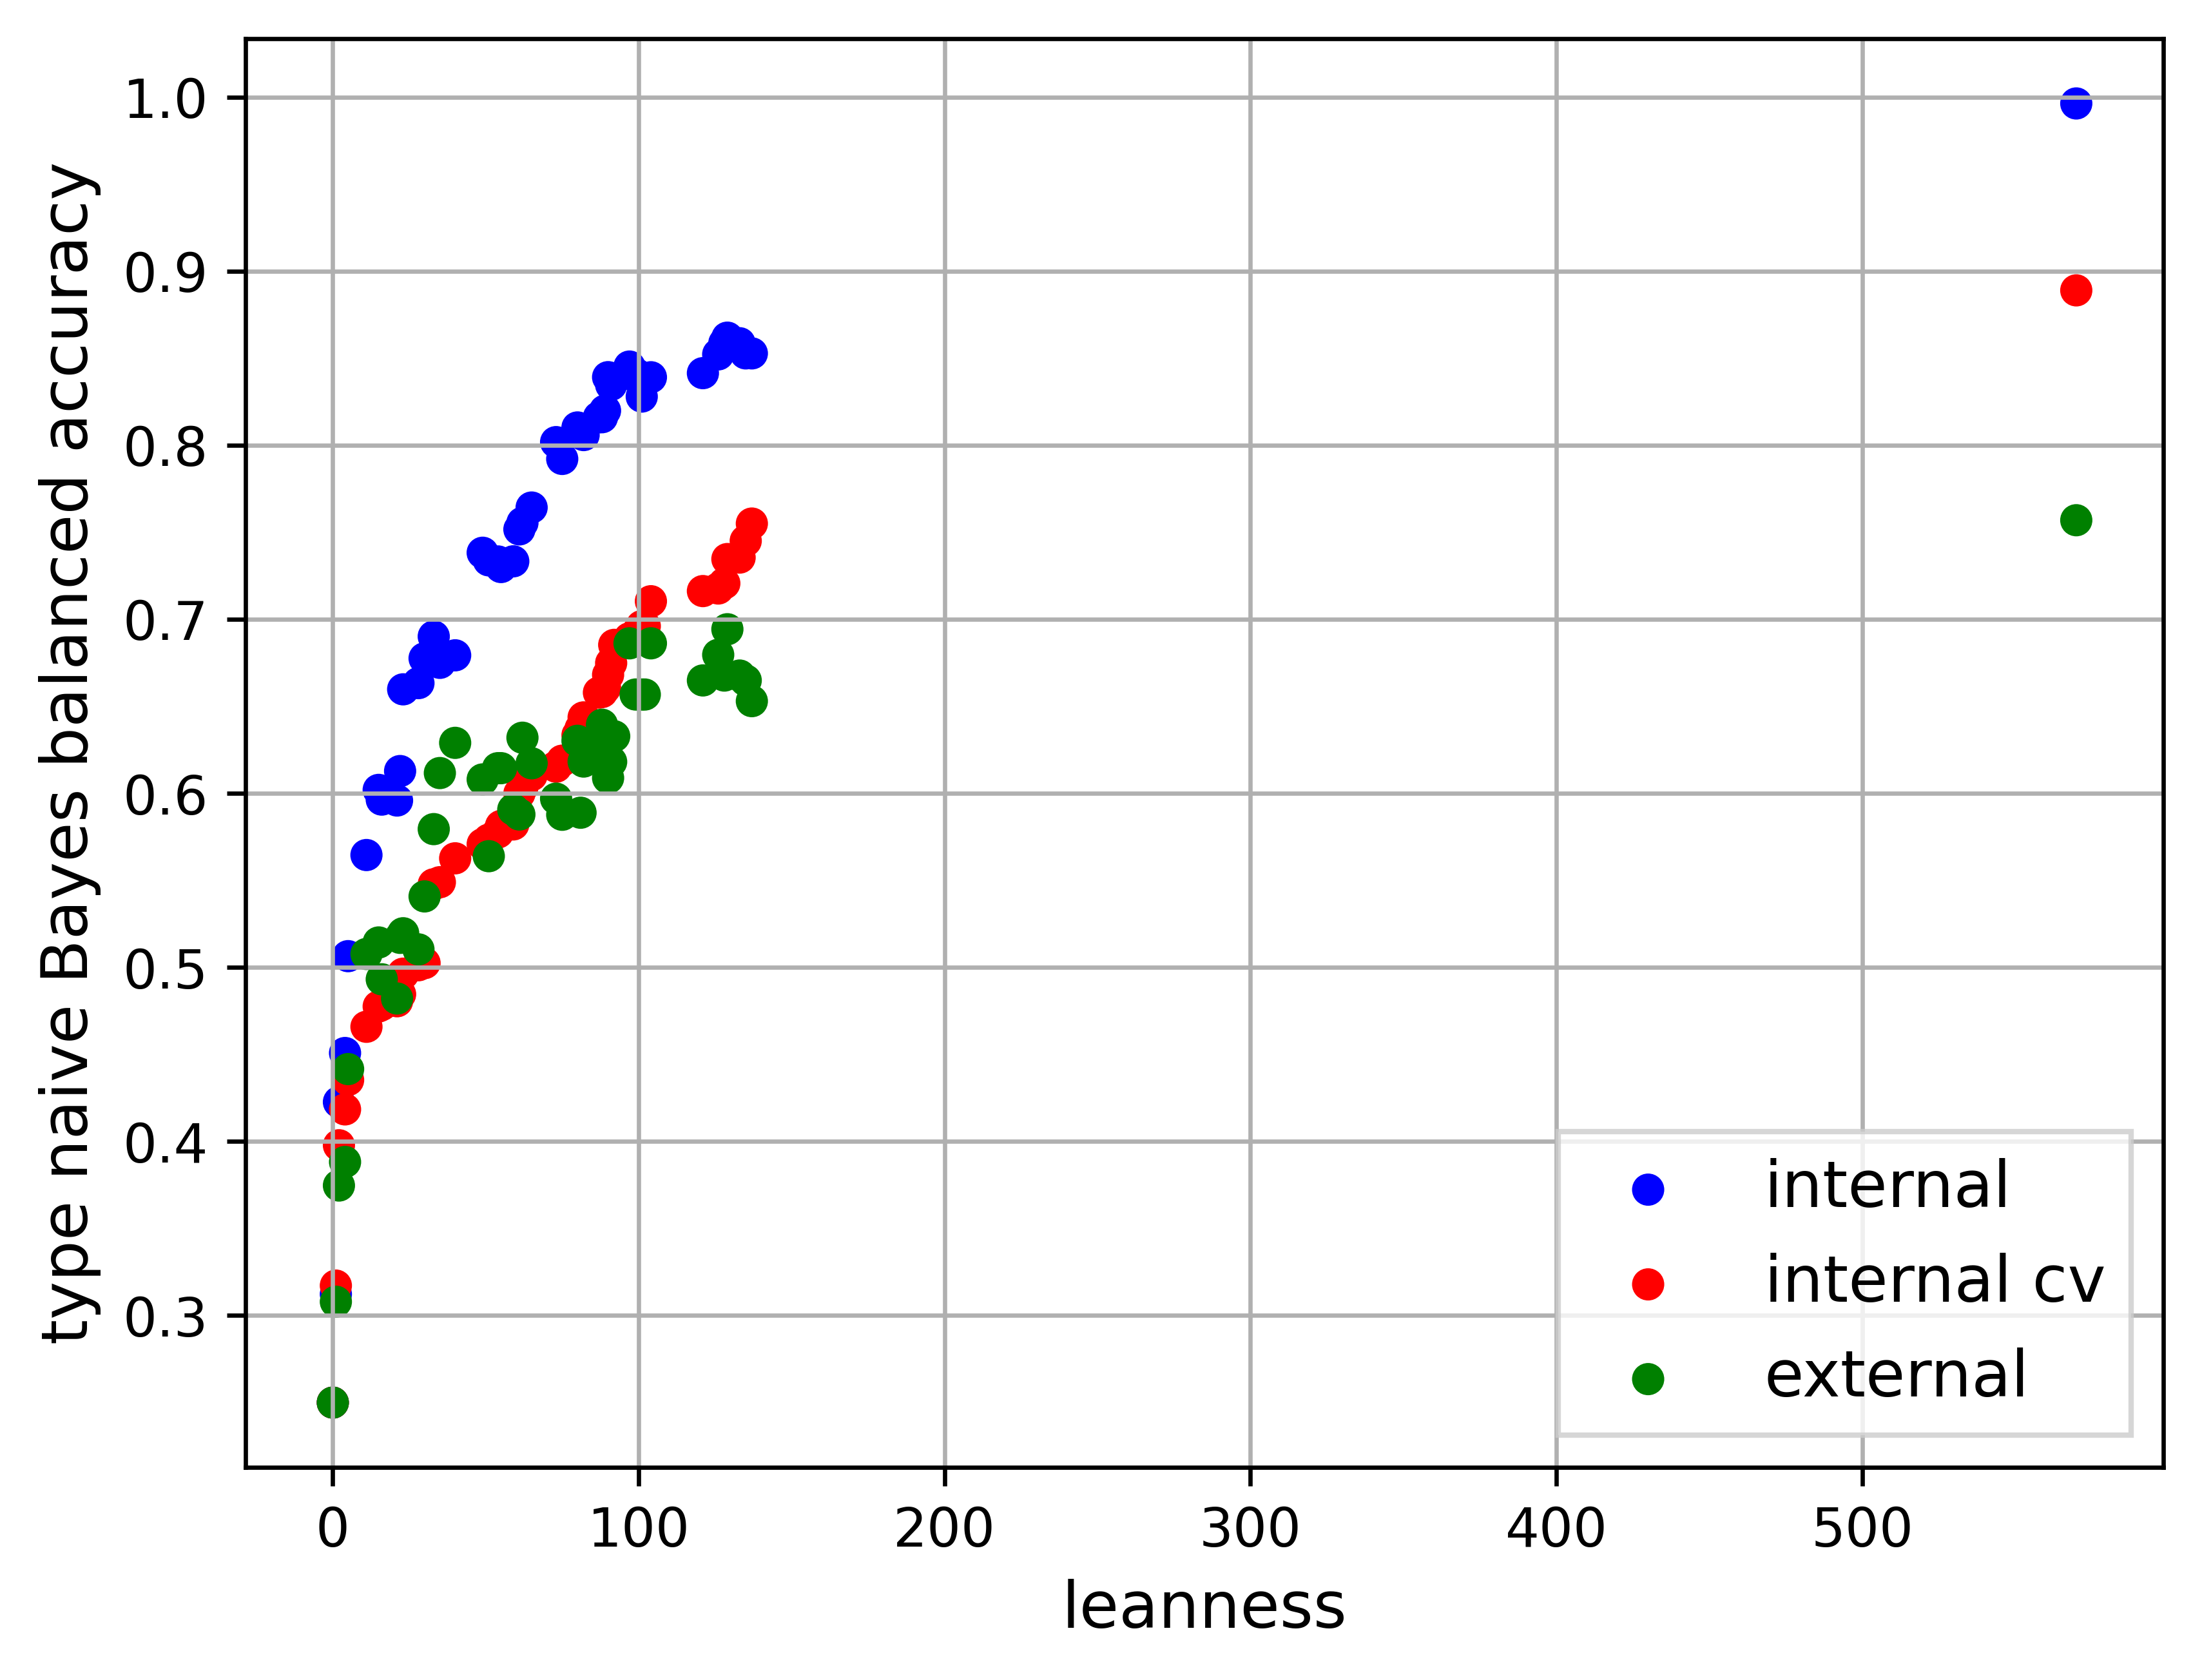 type naive Bayes balanced accuracy
1.0
0.9
0.8
0.7
0.6
0.5
0.4
0.3
internal
internal cv
external
0 100 200 300 400 500
leanness